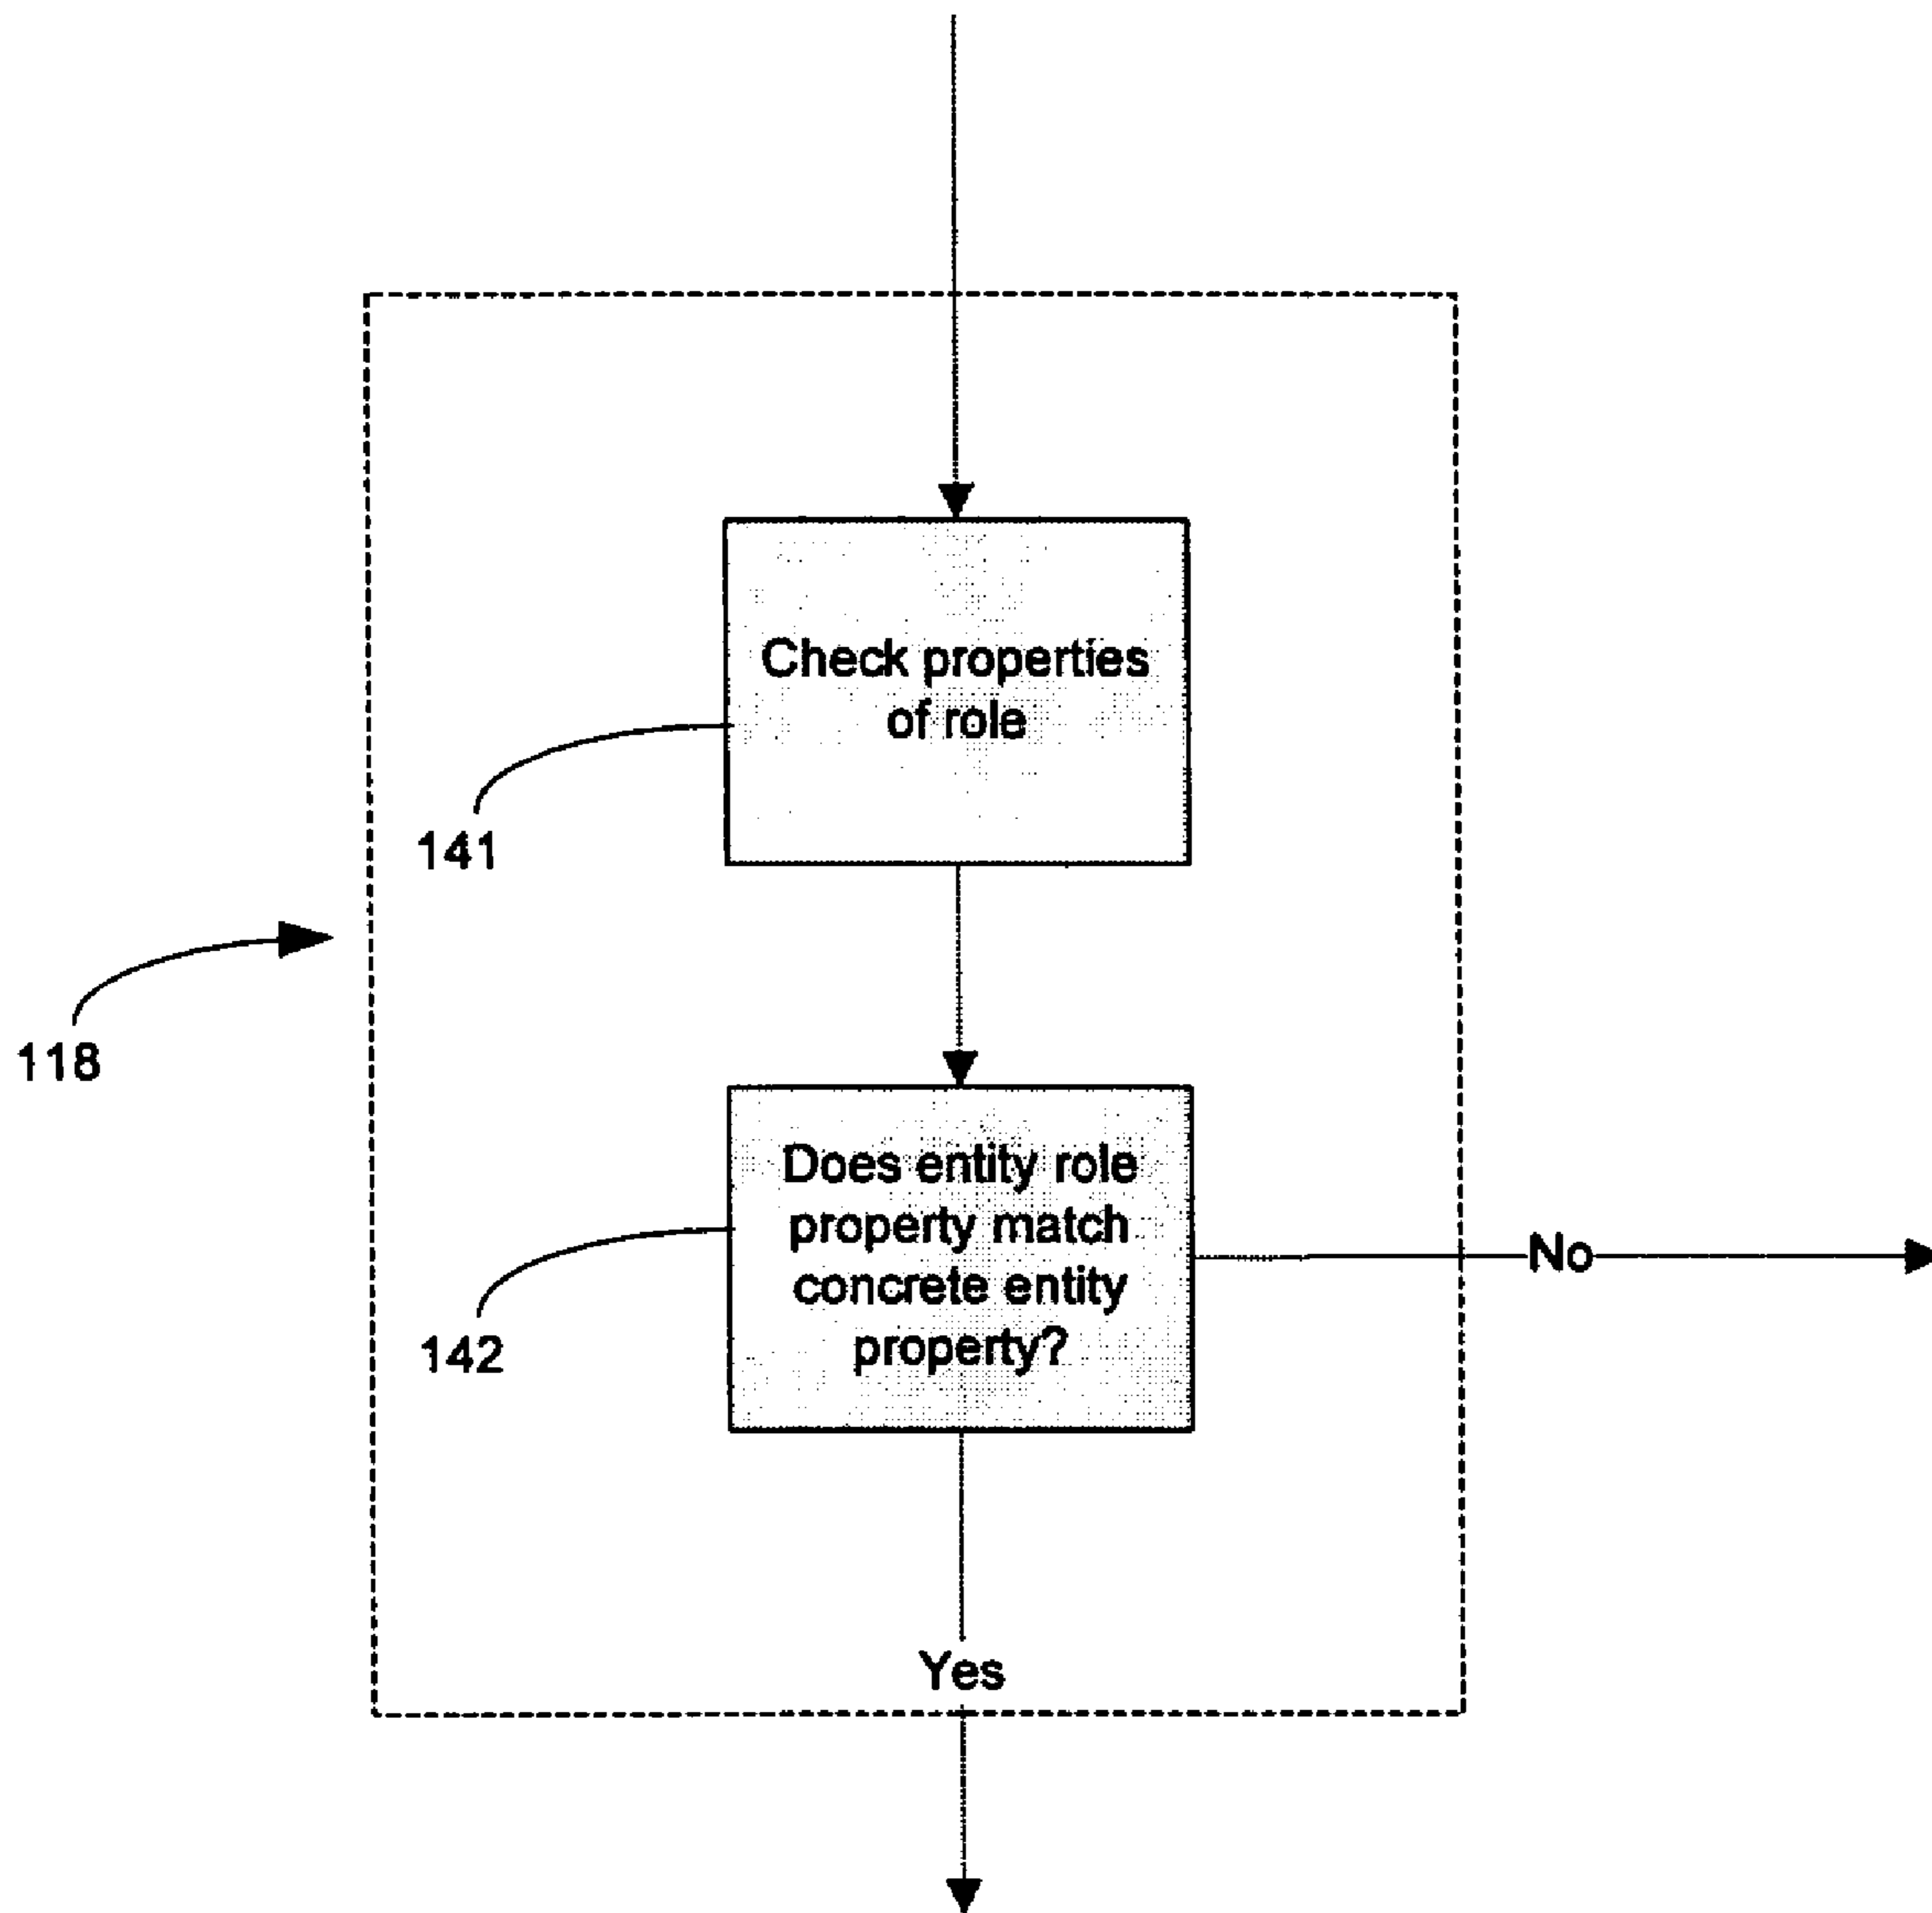 Check properties
of role
141
118
Does entity role
property match
concrete entity
property?
No
142
Yes